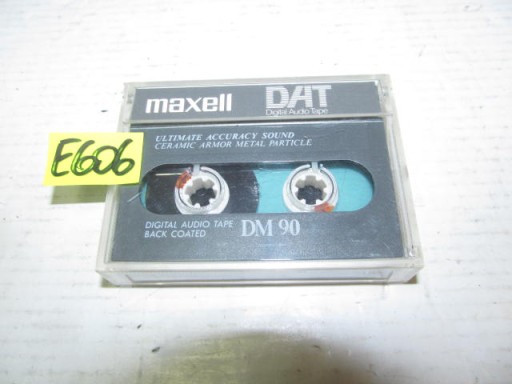 maxell
DAT
Digital Audio Tape
ULTIMATE ACCURACY SOUND
CERAMIC ARMOR METAL PARTICLE
E606
DIGITAL AUDIO TAPE
BACK COATED
DM 90